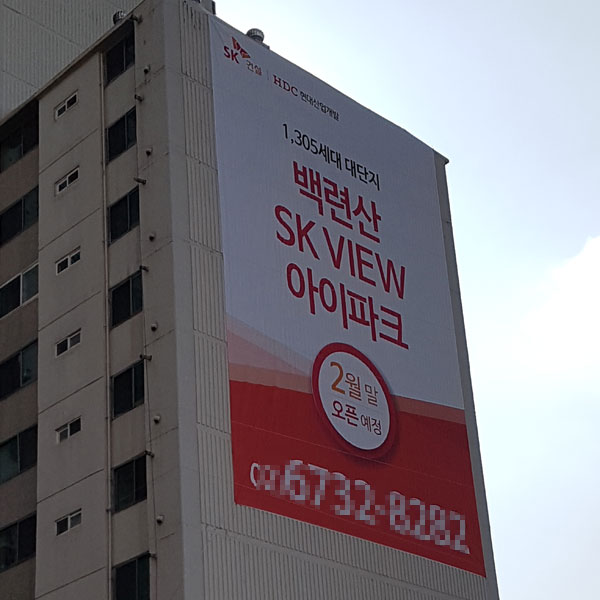 SK 건설 | HDC 현대산업개발
1,305세대 대단지
백련산
SK VIEW
아이파크
2월 말
오픈 예정